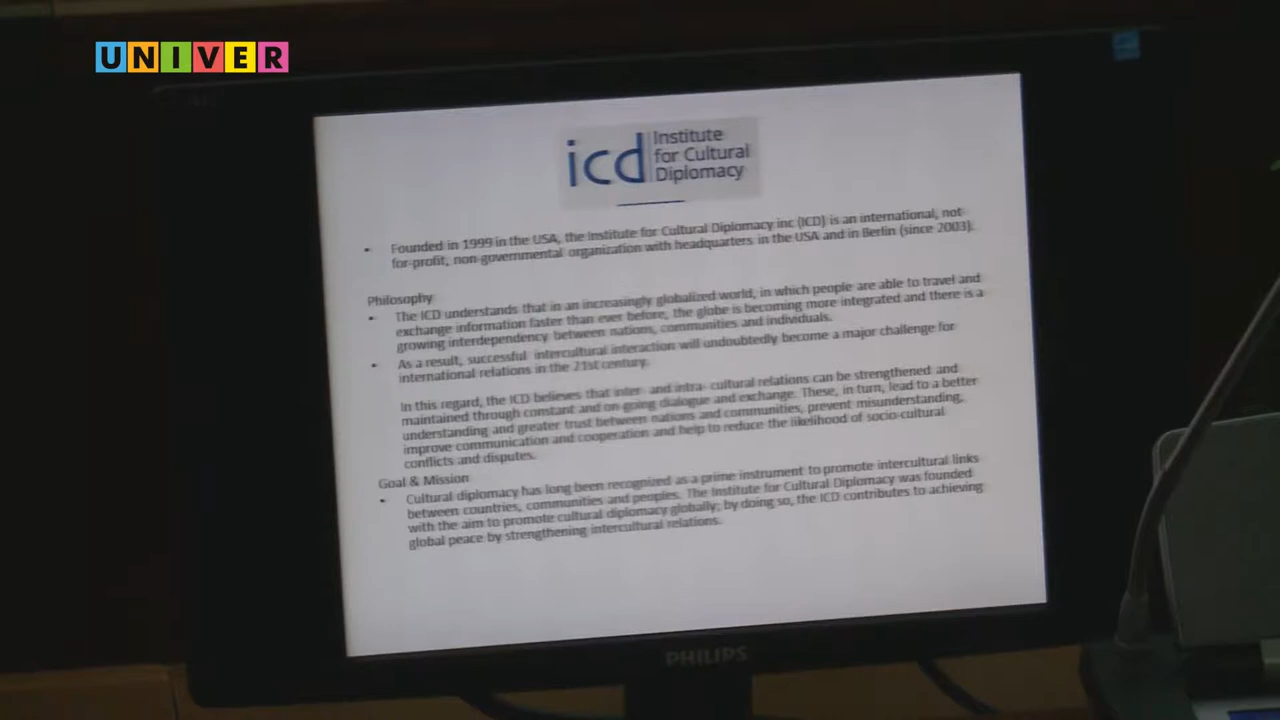 UNIVER
icd Institute
for Cultural
Diplomacy
• Founded in 1999 in the USA, the Institute for Cultural Diplomacy inc (ICD) is an international, not-
for-profit, non-governmental organization with headquarters in the USA and in Berlin (since 2003).
Philosophy
• The ICD understands that in an increasingly globalized world, in which people are able to travel and
exchange information faster than ever before, the globe is becoming more integrated and there is a
growing interdependency between nations, communities and individuals.
• As a result, successful intercultural interaction will undoubtedly become a major challenge for
international relations in the 21st century.
In this regard, the ICD believes that inter- and intra- cultural relations can be strengthened and
maintained through constant and on-going dialogue and exchange. These, in turn, lead to a better
understanding and greater trust between nations and communities, prevent misunderstanding,
improve communication and cooperation and help to reduce the likelihood of socio-cultural
conflicts and disputes.
Goal & Mission
• Cultural diplomacy has long been recognized as a prime instrument to promote intercultural links
between countries, communities and peoples. The Institute for Cultural Diplomacy was founded
with the aim to promote cultural diplomacy globally; by doing so, the ICD contributes to achieving
global peace by strengthening intercultural relations.
PHILIPS